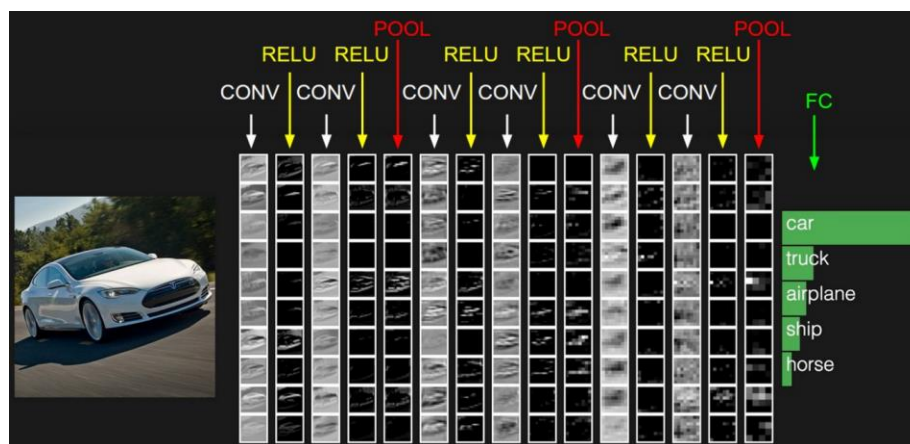 POOL POOL POOL
RELU RELU RELU RELU RELU RELU
CONV CONV CONV CONV CONV CONV
FC
car
truck
airplane
ship
horse